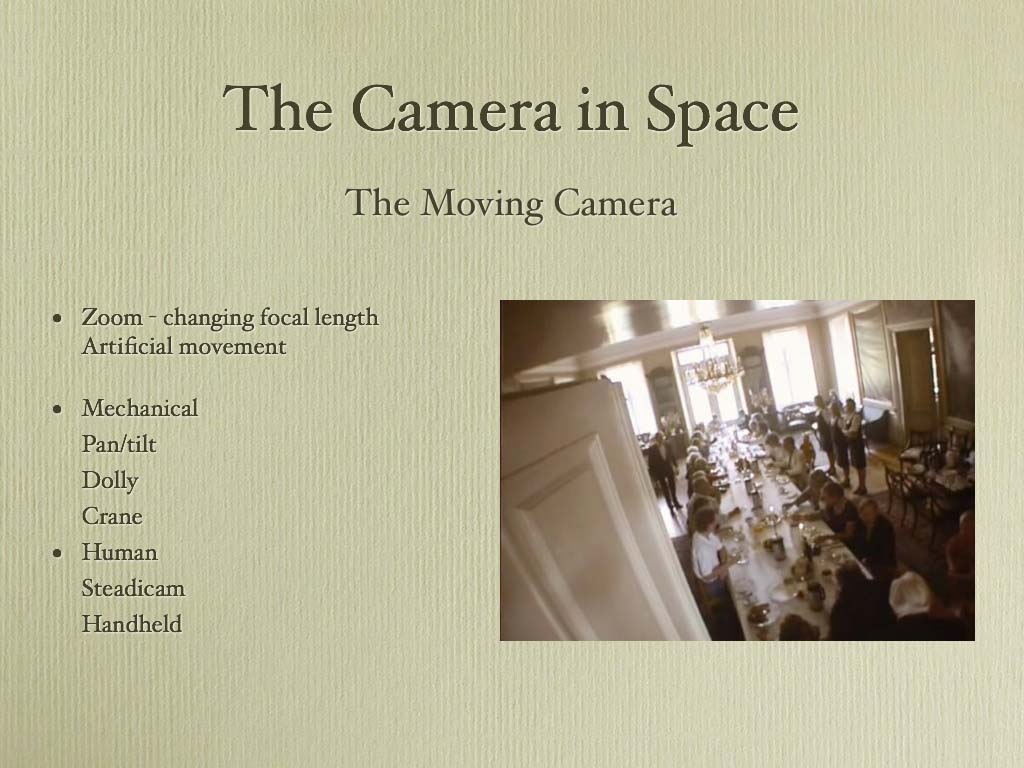 The Camera in Space
The Moving Camera
• Zoom - changing focal length
Artificial movement
• Mechanical
Pan/tilt
Dolly
Crane
• Human
Steadicam
Handheld